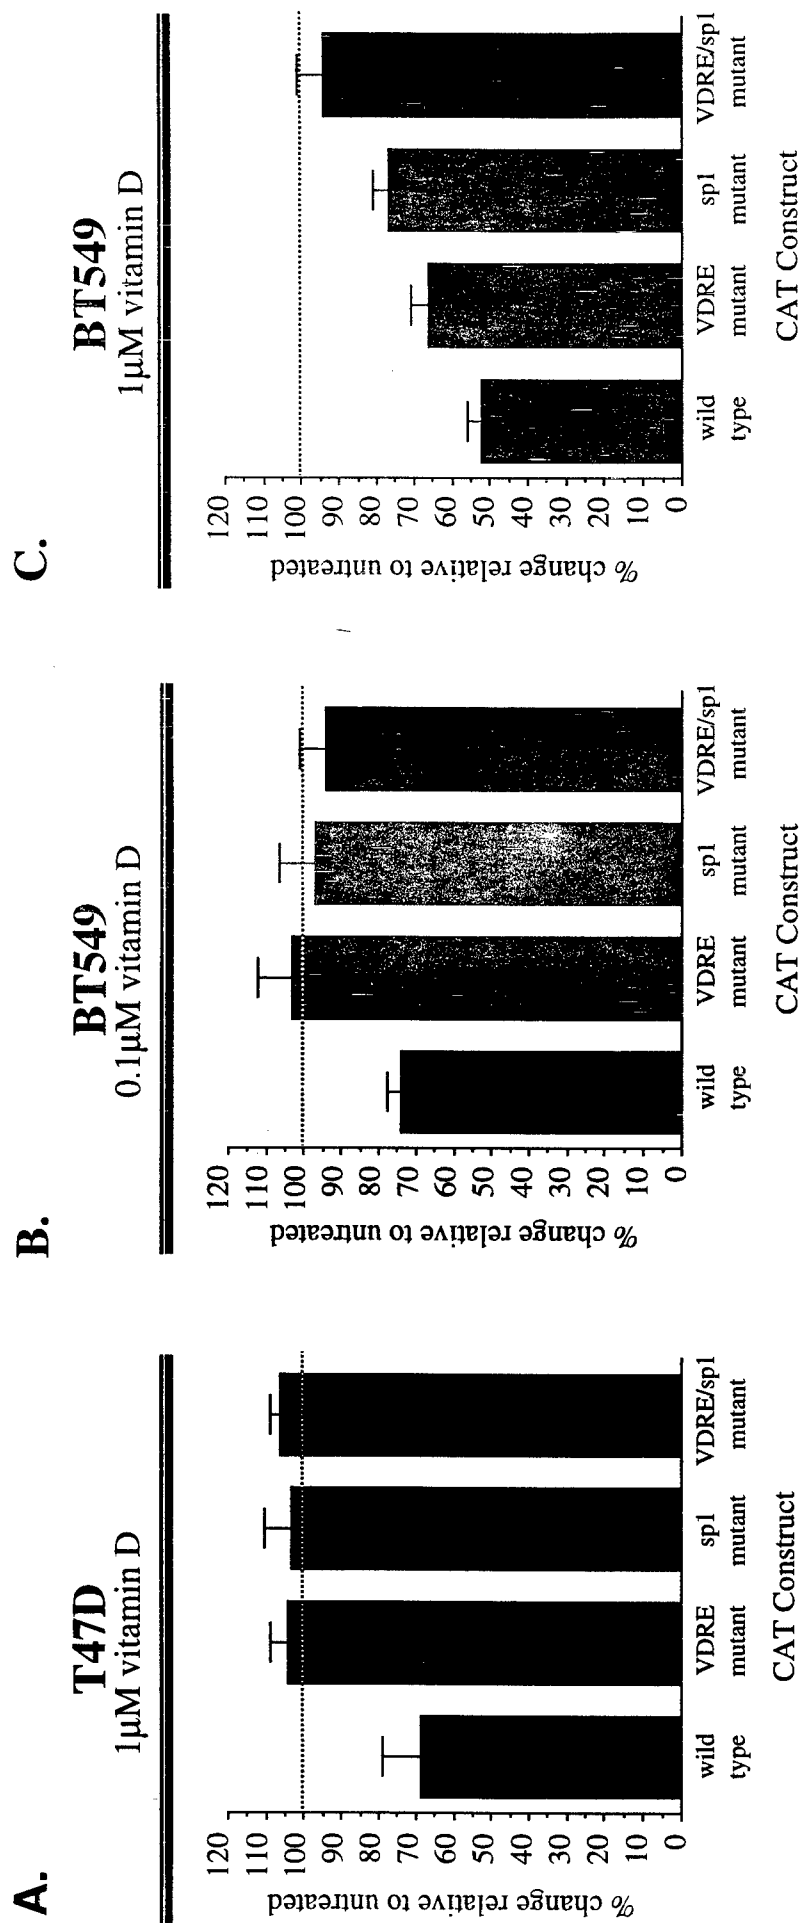 A.
T47D
1µM vitamin D
% change relative to untreated
120
110
100
90
80
70
60
50
40
30
20
10
0
wild
type
VDRE
mutant
sp1
mutant
VDRE/sp1
mutant
CAT Construct
B.
BT549
0.1µM vitamin D
% change relative to untreated
120
110
100
90
80
70
60
50
40
30
20
10
0
wild
type
VDRE
mutant
sp1
mutant
VDRE/sp1
mutant
CAT Construct
C.
BT549
1µM vitamin D
% change relative to untreated
120
110
100
90
80
70
60
50
40
30
20
10
0
wild
type
VDRE
mutant
sp1
mutant
VDRE/sp1
mutant
CAT Construct